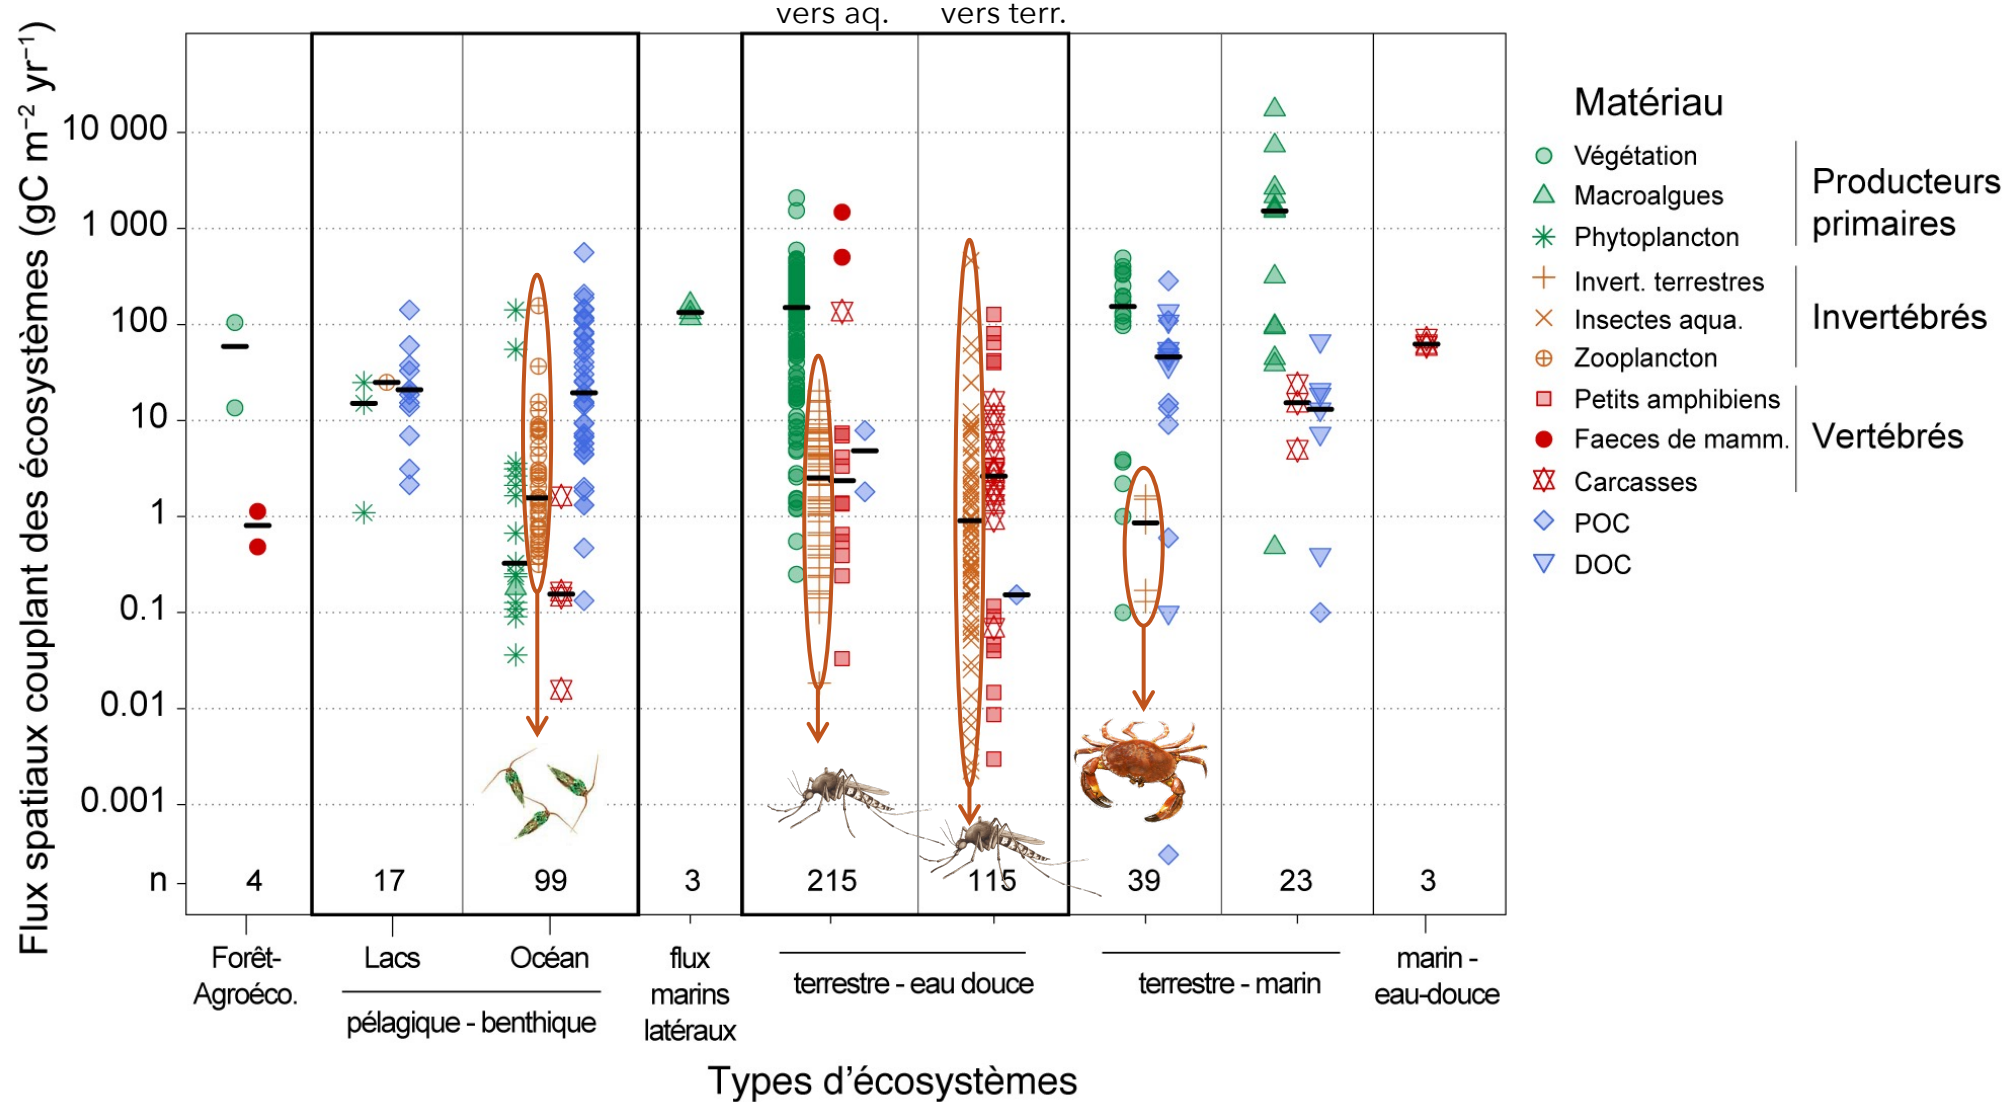 vers aq. vers terr.
Flux spatiaux couplant des écosystèmes (gC m⁻² yr⁻¹)
10 000
1 000
100
10
1
0.1
0.01
0.001
n 4 17 99 3 215 115 39 23 3
Forêt-
Agroéco.
Lacs
Océan
pélagique - benthique
flux
marins
latéraux
terrestre - eau douce
terrestre - marin
marin -
eau-douce
Types d’écosystèmes
Matériau
Végétation
Macroalgues
Phytoplancton
Producteurs
primaires
Invert. terrestres
Insectes aqua.
Zooplancton
Invertébrés
Petits amphibiens
Faeces de mamm.
Carcasses
Vertébrés
POC
DOC